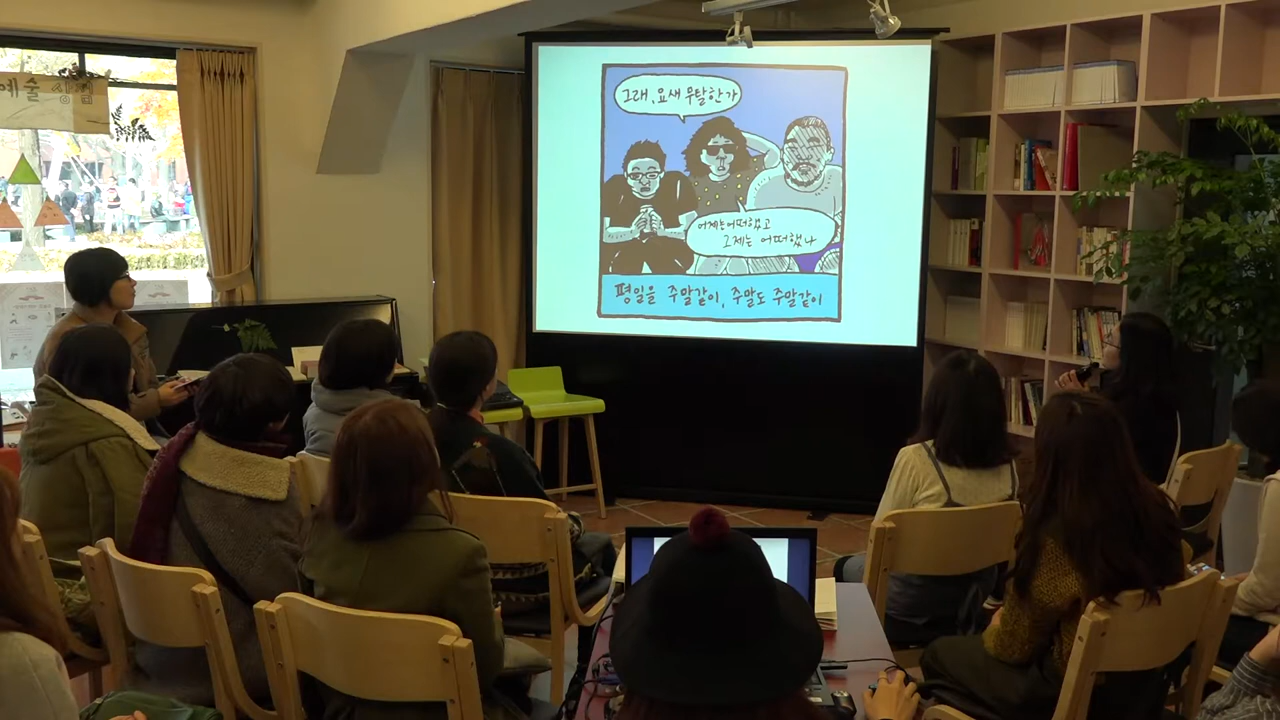 예술 심심
그래, 요새 무탈한가
어제는 어떠했고
그제는 어떠했나
평일을 주말같이, 주말도 주말같이